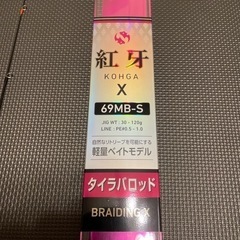 紅牙
KOHGA
X
69MB-S
JIG WT : 30 - 120g
LINE : PE#0.5 - 1.0
自然なリトリーブを可能にする
軽量ベイトモデル
タイラバロッド
BRAIDING X